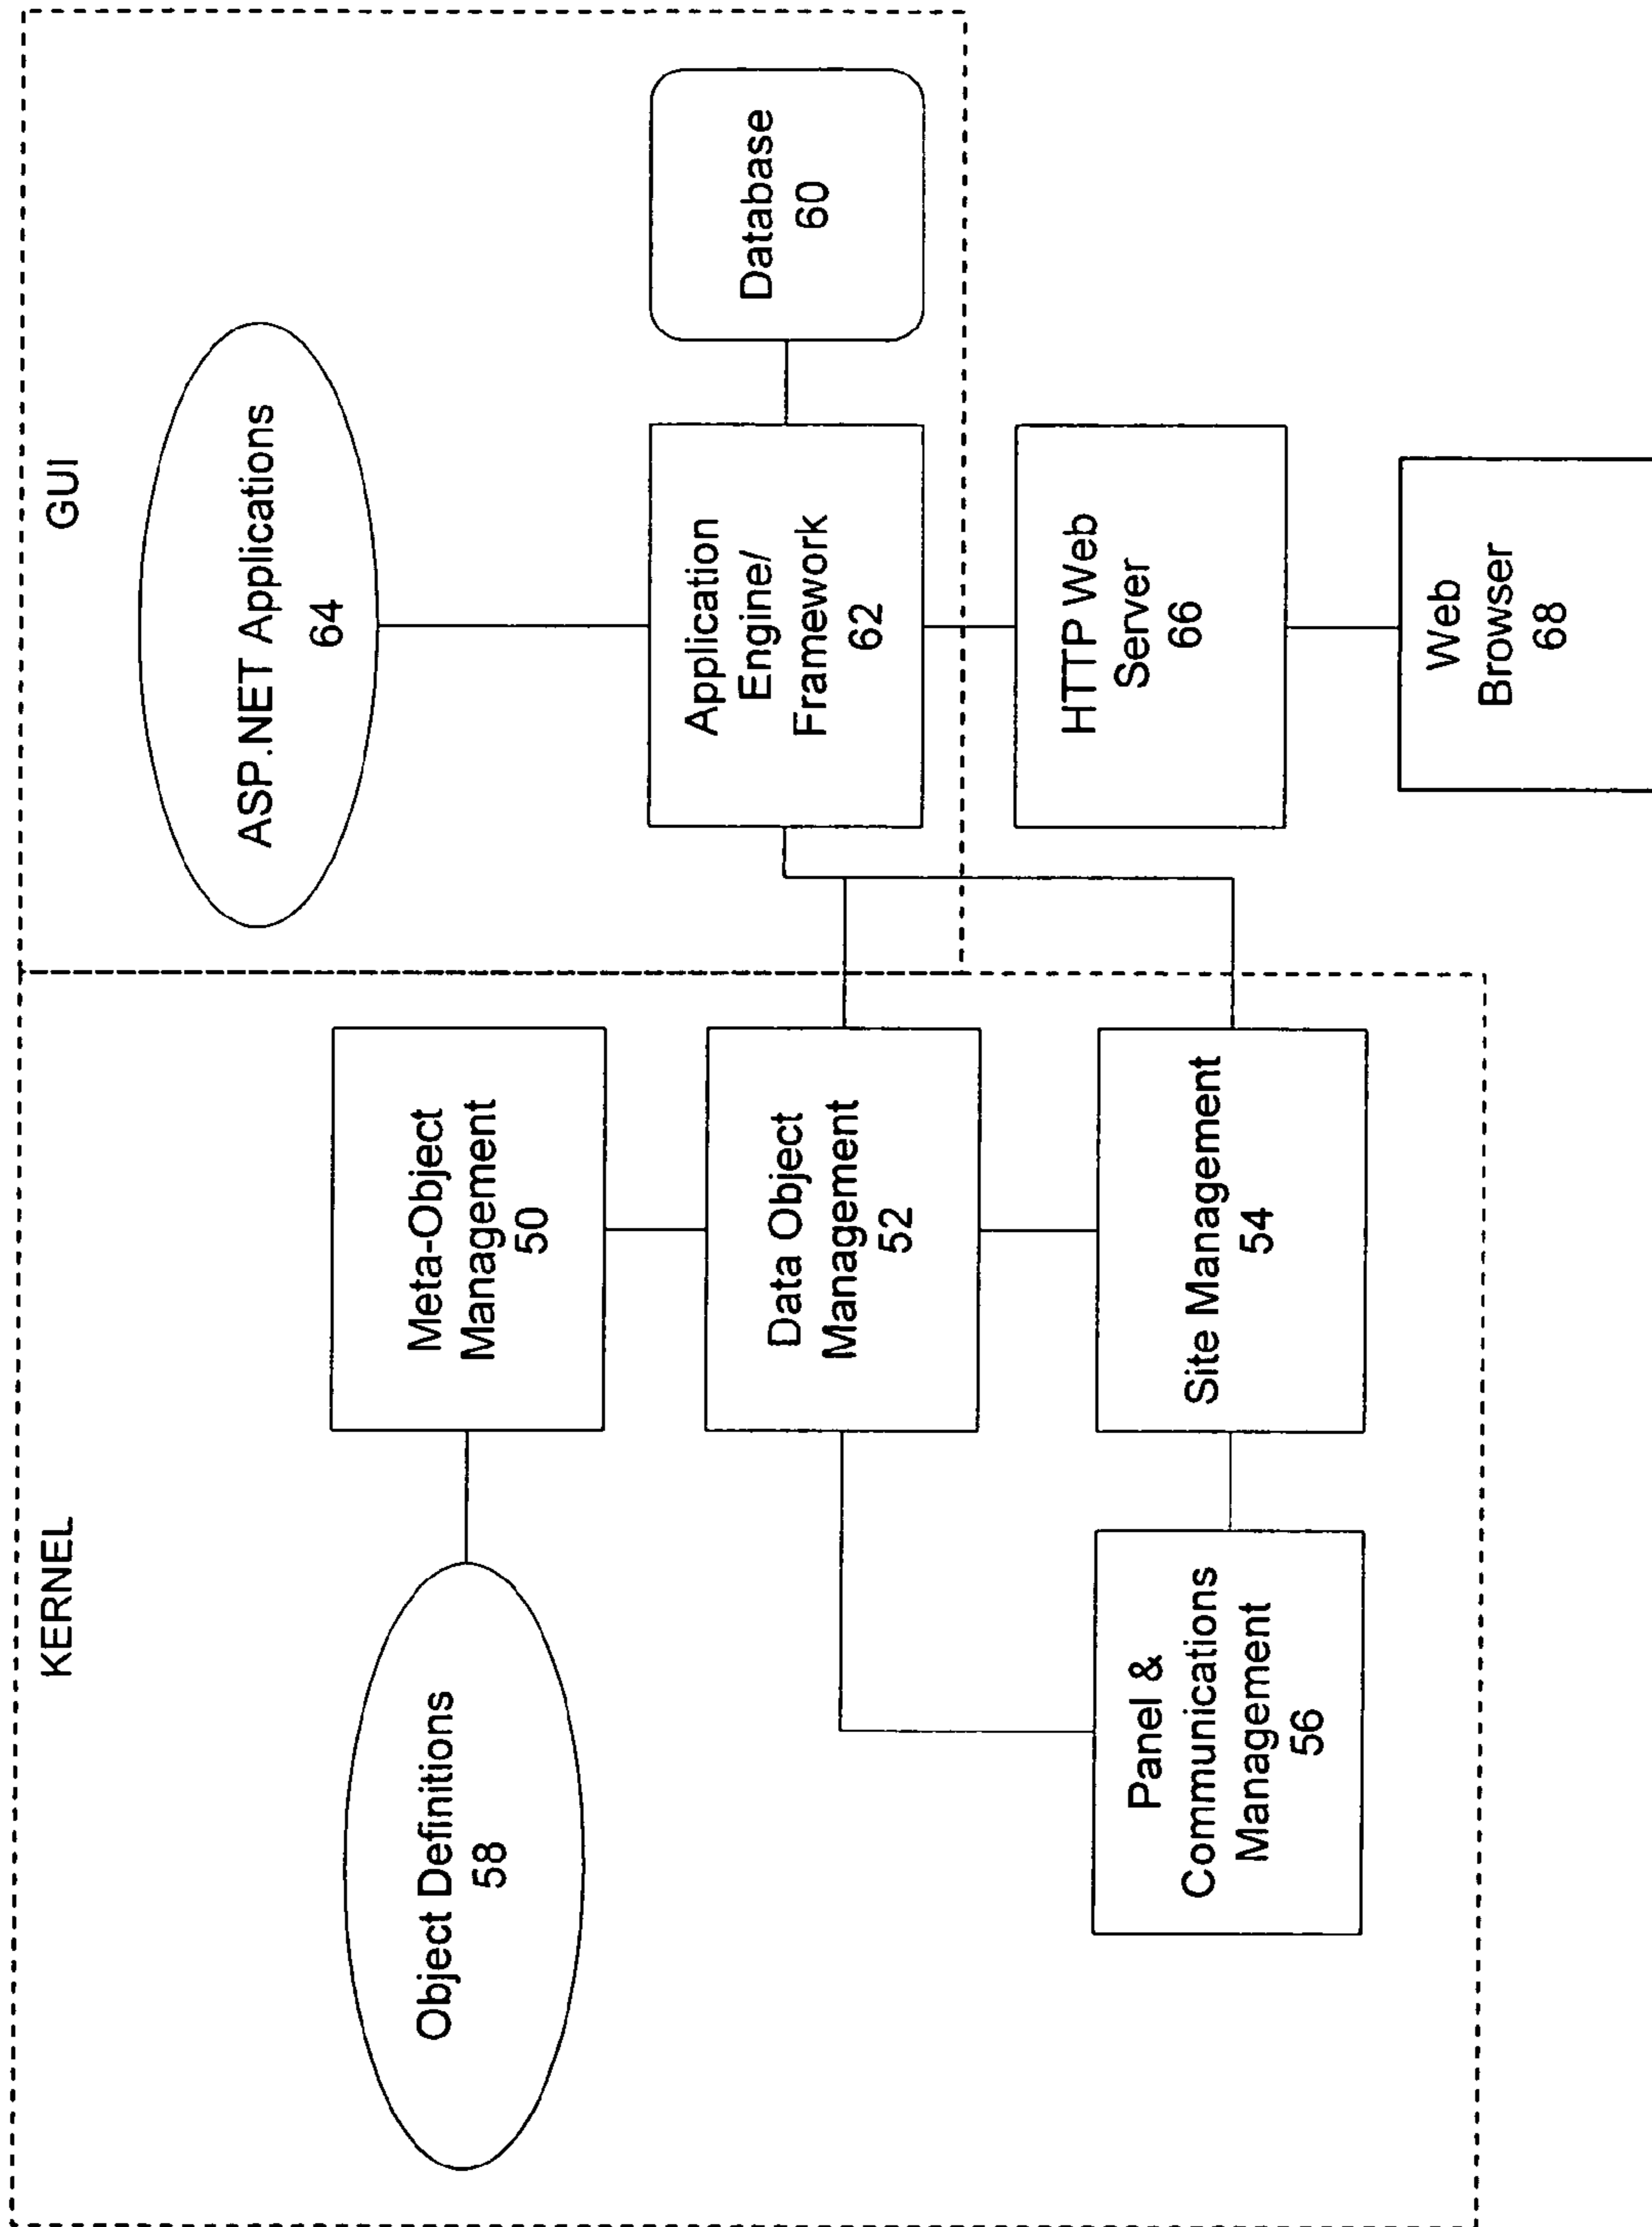 KERNEL
Object Definitions
58
Meta-Object
Management
50
Data Object
Management
52
Panel &
Communications
Management
56
Site Management
54
GUI
ASP.NET Applications
64
Application
Engine/
Framework
62
Database
60
HTTP Web
Server
66
Web
Browser
68